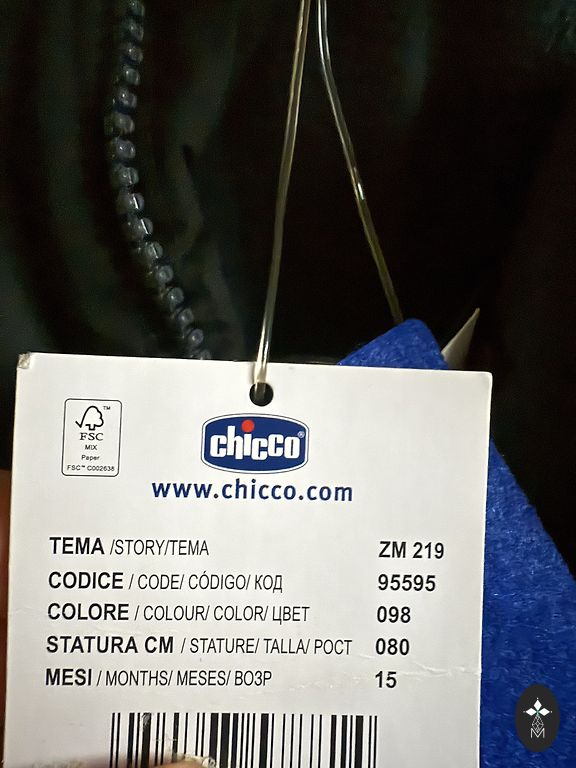 FSC™
MIX
Paper
FSC™ C002638
chicco®
www.chicco.com
TEMA /STORY/TEMA ZM 219
CODICE / CODE/ CÓDIGO/ КОД 95595
COLORE / COLOUR/ COLOR/ ЦВЕТ 098
STATURA CM / STATURE/ TALLA/ РОСТ 080
MESI / MONTHS/ MESES/ ВОЗР 15
M